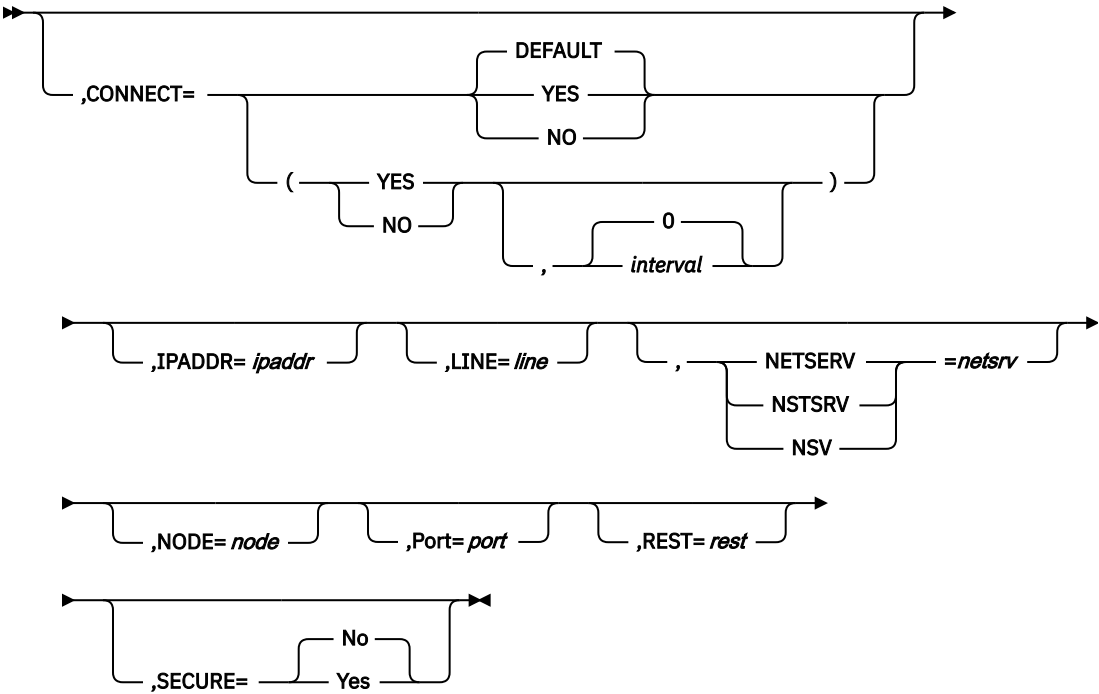 DEFAULT
,CONNECT= YES
NO
( YES )
NO
0
, interval
,IPADDR= ipaddr ,LINE= line , NETSERV =netsrv
NSTSRV
NSV
,NODE= node ,Port= port ,REST= rest
No
,SECURE= Yes